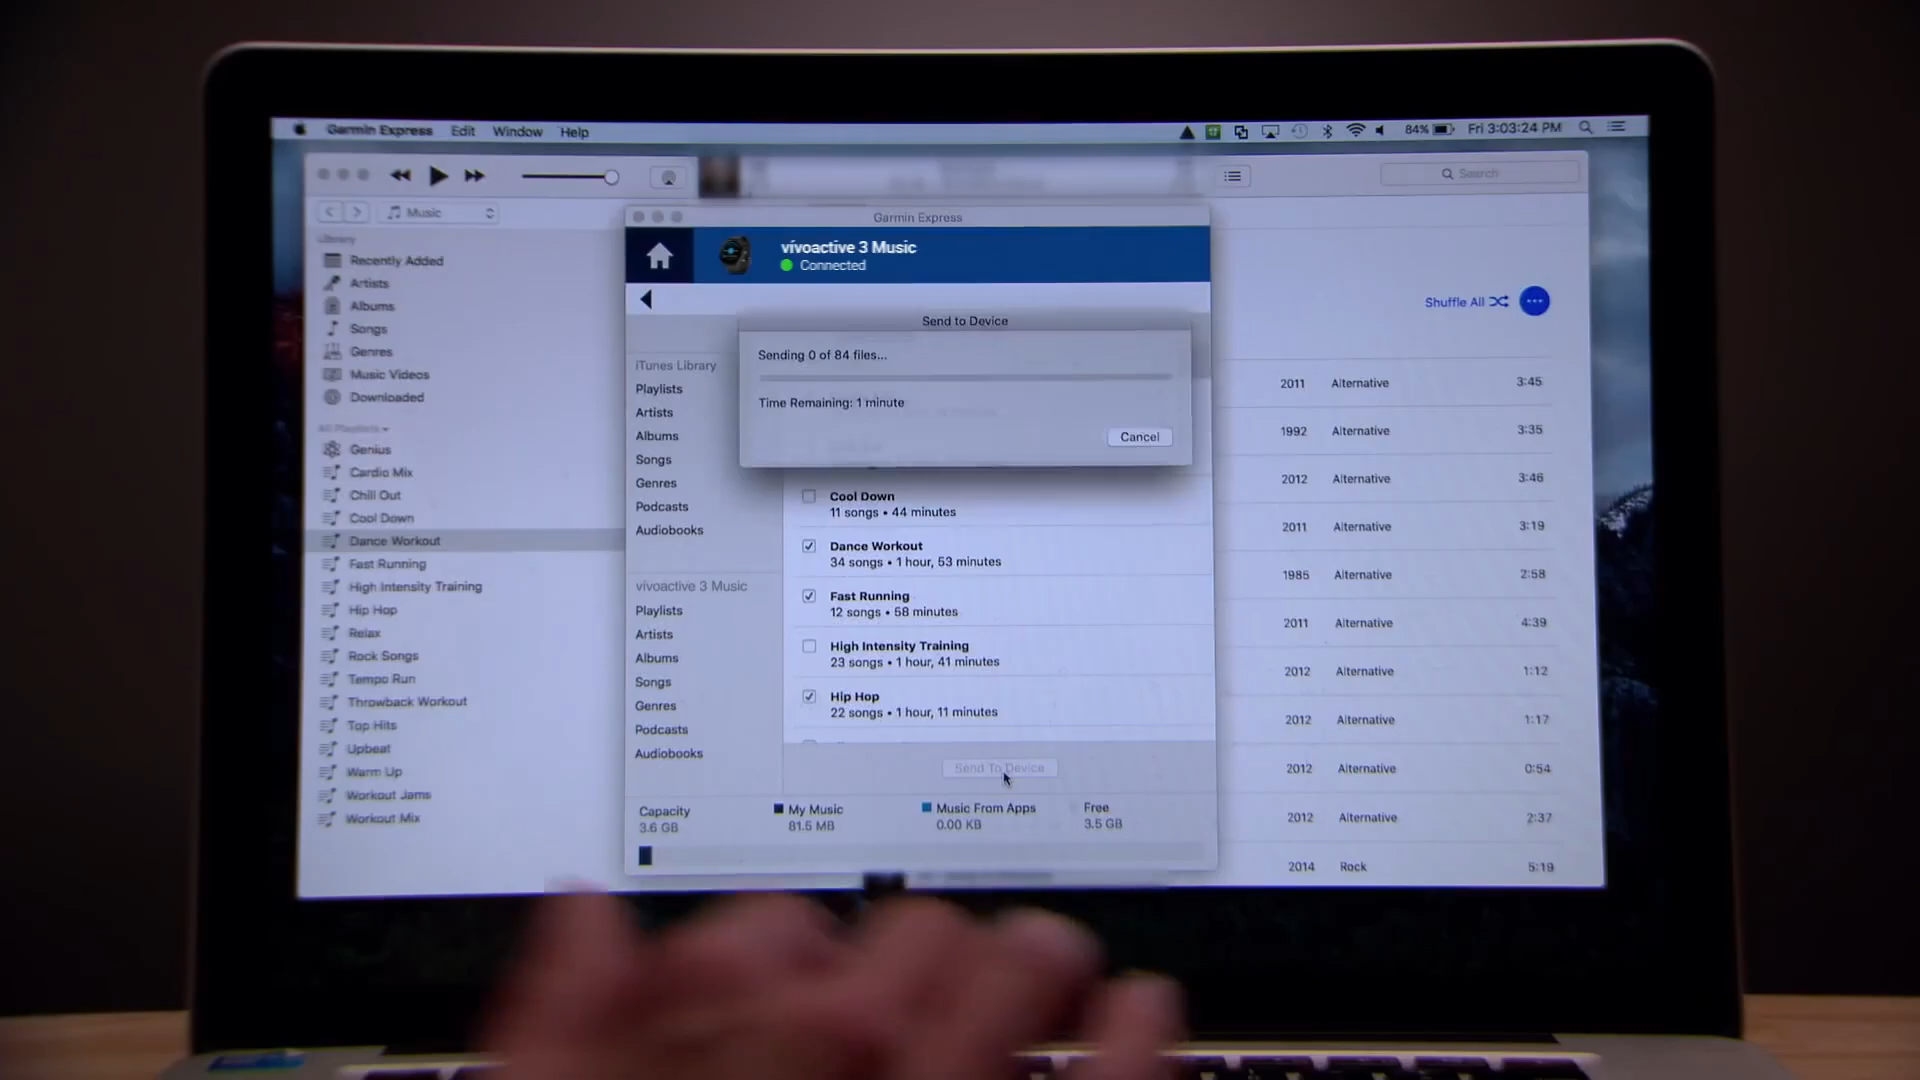 Garmin Express Edit Window Help
84% Fri 3:03:24 PM
Search
Music
Garmin Express
Library
Recently Added
Artists
Albums
Songs
Genres
Music Videos
Downloaded
All Playlists
Genius
Cardio Mix
Chill Out
Cool Down
Dance Workout
Fast Running
High Intensity Training
Hip Hop
Relax
Rock Songs
Tempo Run
Throwback Workout
Top Hits
Upbeat
Warm Up
Workout Jams
Workout Mix
vívoactive 3 Music
Connected
Send to Device
Sending 0 of 84 files...
Time Remaining: 1 minute
Cancel
iTunes Library
Playlists
Artists
Albums
Songs
Genres
Podcasts
Audiobooks
vívoactive 3 Music
Playlists
Artists
Albums
Songs
Genres
Podcasts
Audiobooks
Cool Down
11 songs • 44 minutes
Dance Workout
34 songs • 1 hour, 53 minutes
Fast Running
12 songs • 58 minutes
High Intensity Training
23 songs • 1 hour, 41 minutes
Hip Hop
22 songs • 1 hour, 11 minutes
Send To Device
Capacity
3.6 GB
My Music
81.5 MB
Music From Apps
0.00 KB
Free
3.5 GB
Shuffle All
2011 Alternative 3:45
1992 Alternative 3:35
2012 Alternative 3:46
2011 Alternative 3:19
1985 Alternative 2:58
2011 Alternative 4:39
2012 Alternative 1:12
2012 Alternative 1:17
2012 Alternative 0:54
2012 Alternative 2:37
2014 Rock 5:19